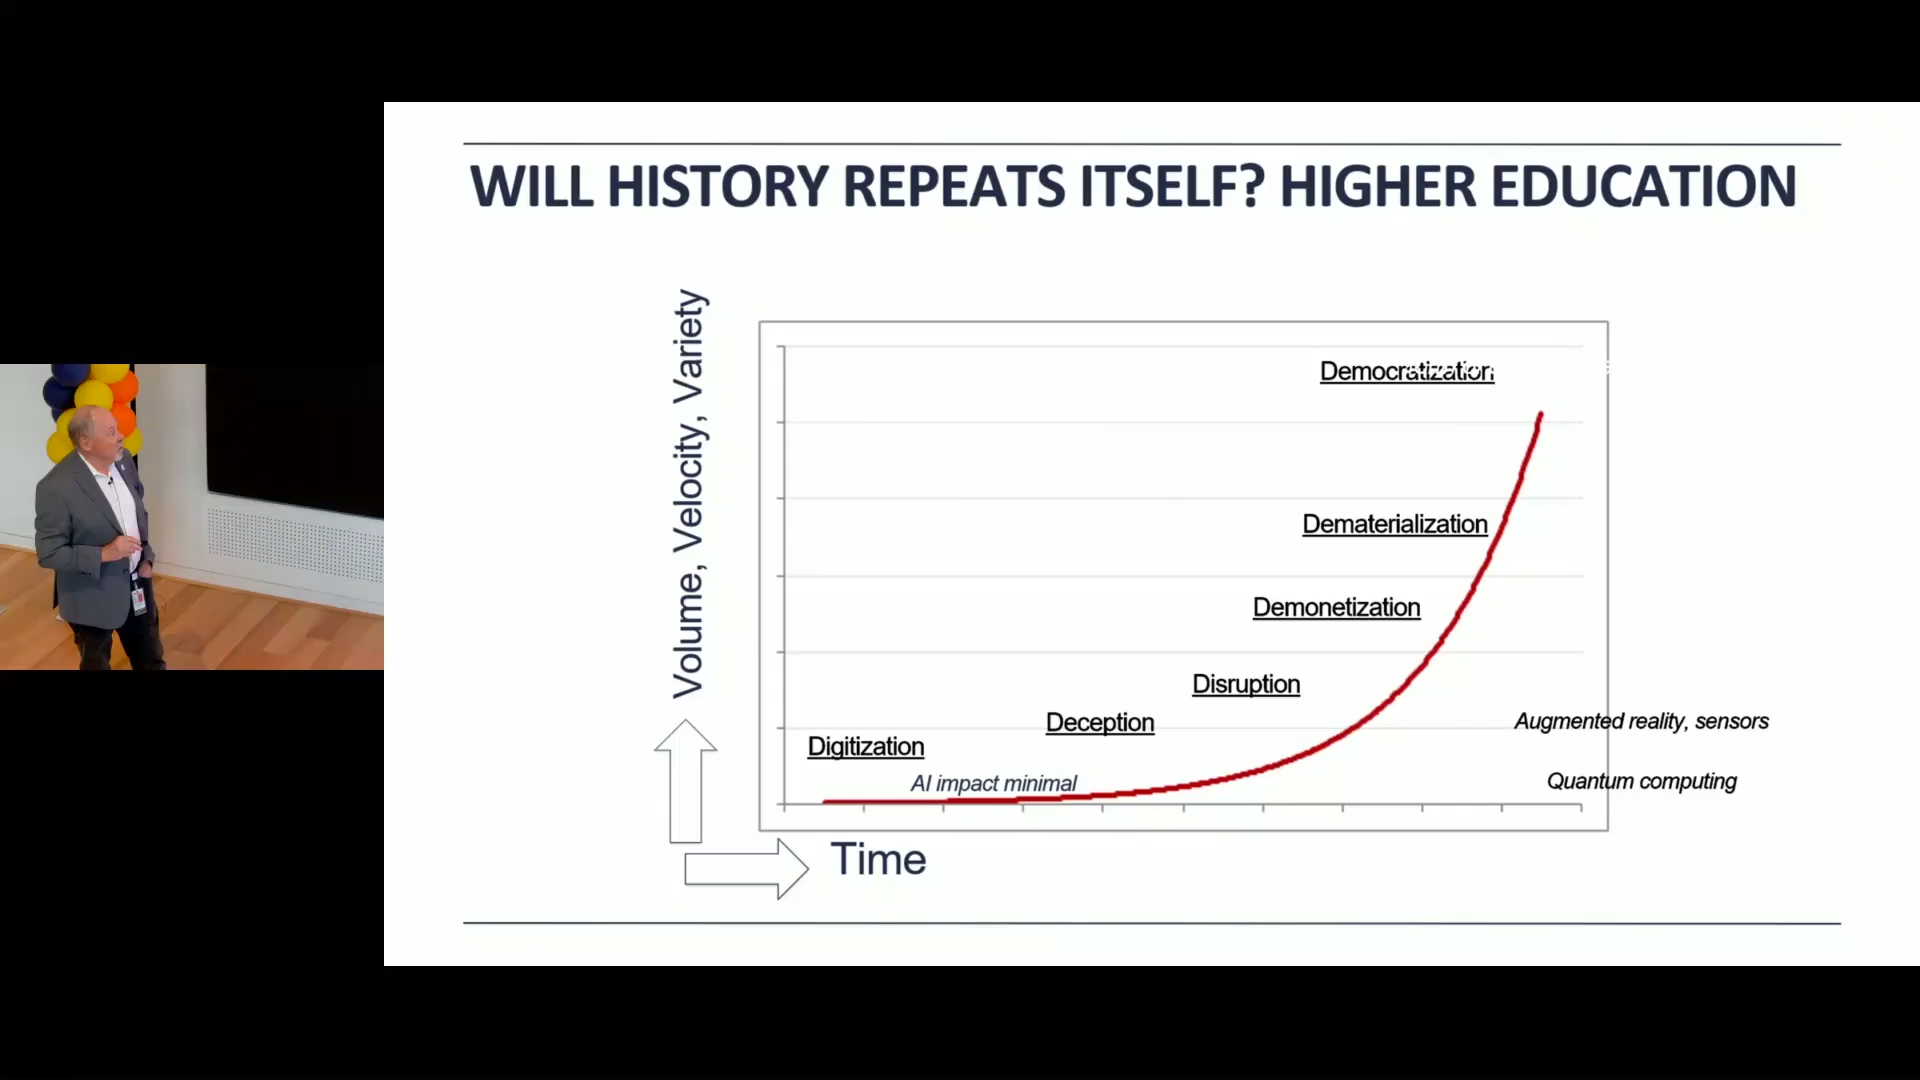 WILL HISTORY REPEATS ITSELF? HIGHER EDUCATION
Volume, Velocity, Variety
Democratization
Dematerialization
Demonetization
Disruption
Deception
Digitization
AI impact minimal
Augmented reality, sensors
Quantum computing
Time